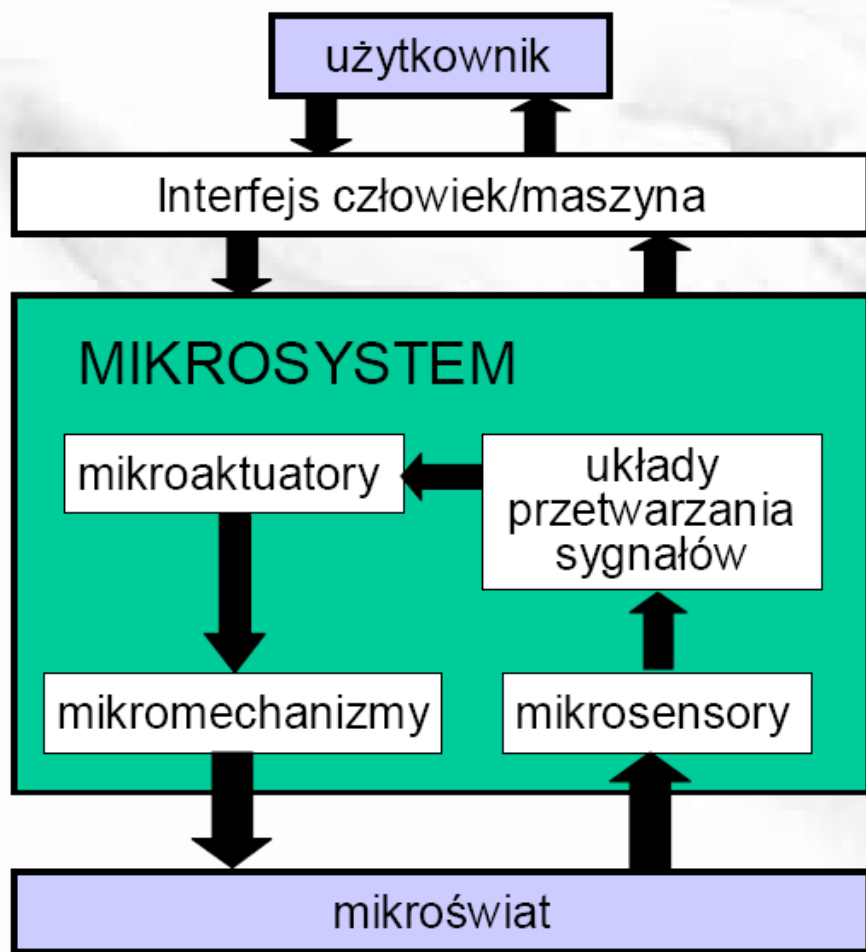 użytkownik
Interfejs człowiek/maszyna
MIKROSYSTEM
mikroaktuatory
układy
przetwarzania
sygnałów
mikromechanizmy
mikrosensory
mikroświat